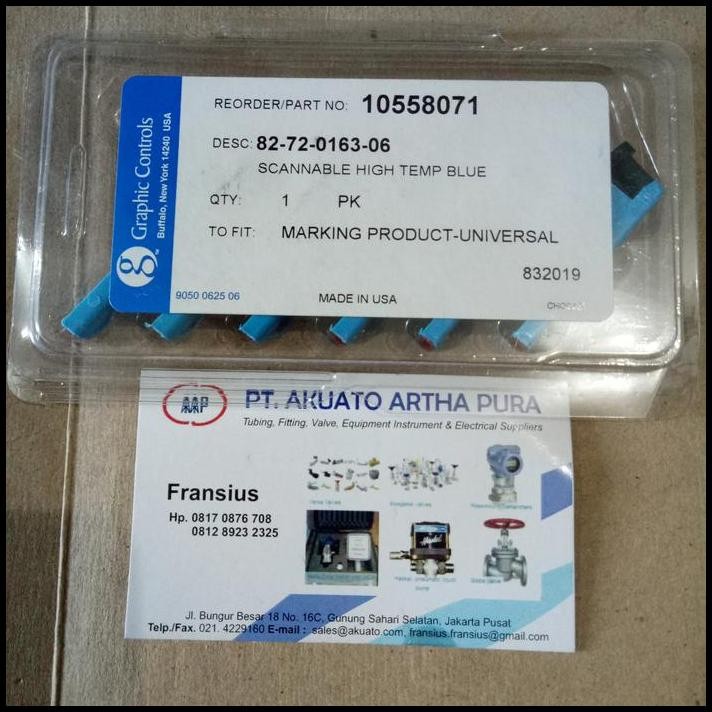 Graphic Controls
Buffalo, New York 14240 USA
REORDER/PART NO: 10558071
DESC: 82-72-0163-06
SCANNABLE HIGH TEMP BLUE
QTY: 1 PK
TO FIT: MARKING PRODUCT-UNIVERSAL
832019
9050 0625 06
MADE IN USA
AAP
PT. AKUATO ARTHA PURA
Tubing, Fitting, Valve, Equipment Instrument & Electrical Suppliers
Fransius
Hp. 0817 0876 708
0812 8923 2325
Jl. Bungur Besar 18 No. 16C, Gunung Sahari Selatan, Jakarta Pusat
Telp./Fax. 021. 4229160 E-mail : sales@akuato.com, fransius.fransius@gmail.com